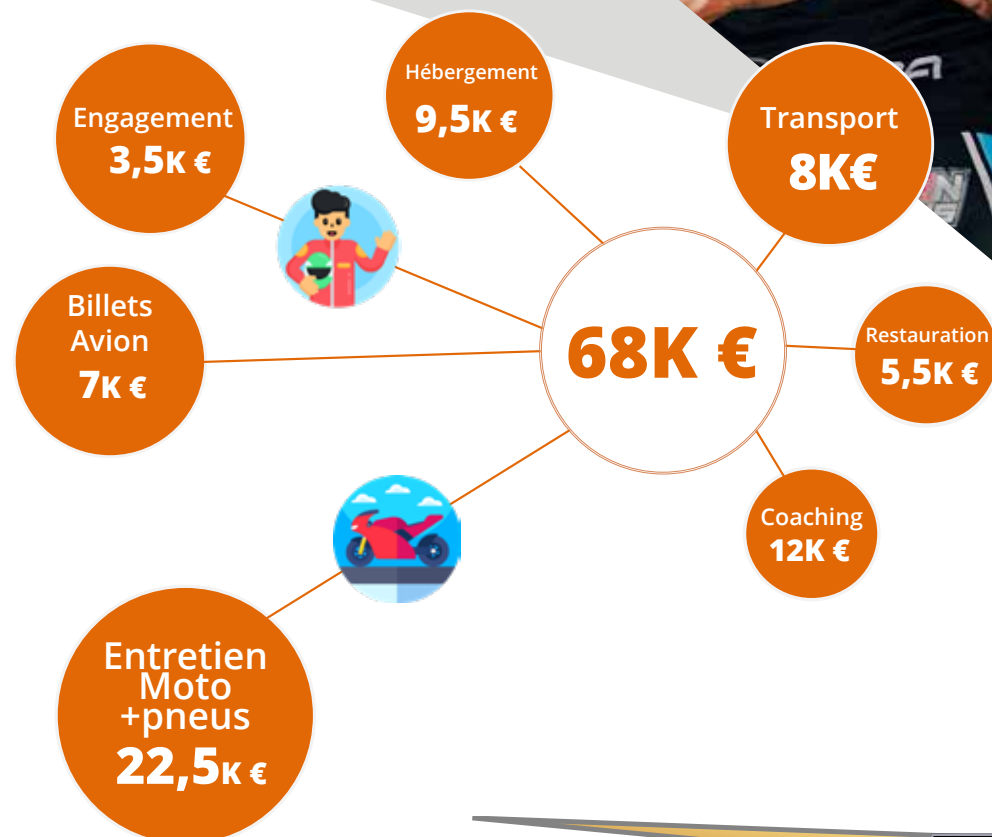 Hébergement
9,5K €
Engagement
3,5K €
Transport
8K€
Billets
Avion
7K €
68K €
Restauration
5,5K €
Coaching
12K €
Entretien
Moto
+pneus
22,5K €